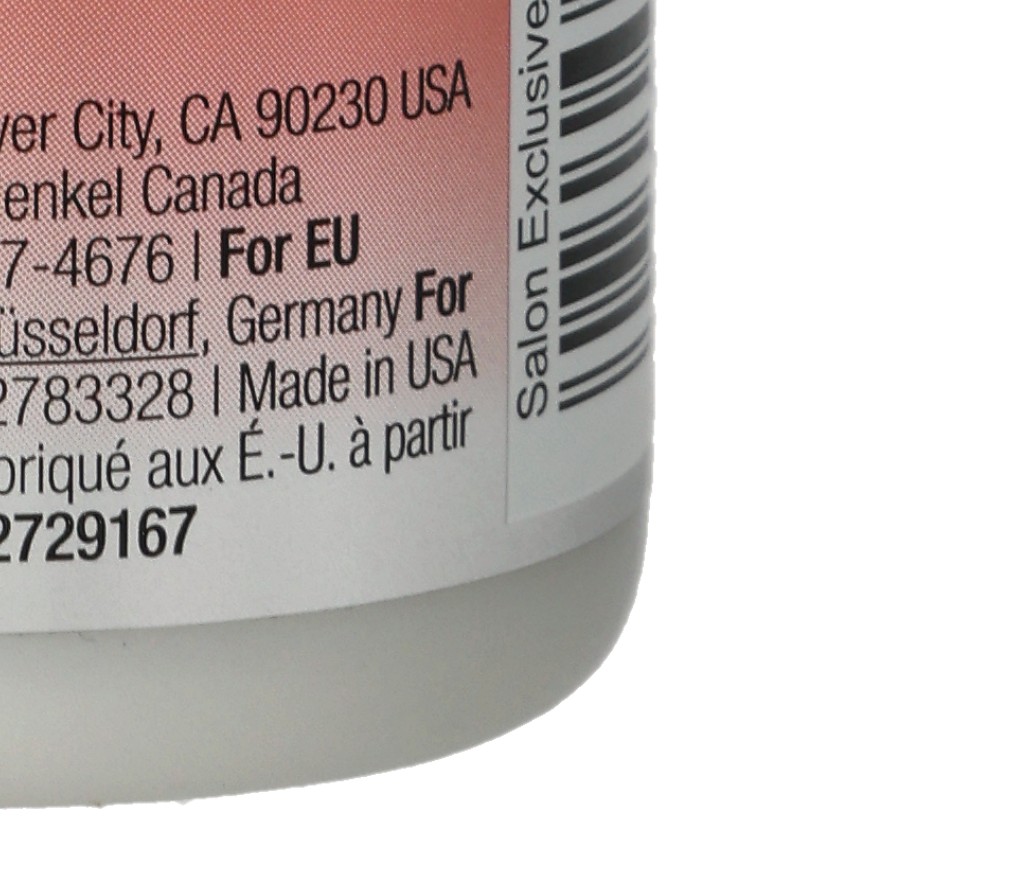 ver City, CA 90230 USA
enkel Canada
7-4676 | For EU
üsseldorf, Germany For
2783328 | Made in USA
briqué aux É.-U. à partir
2729167
Salon Exclusive